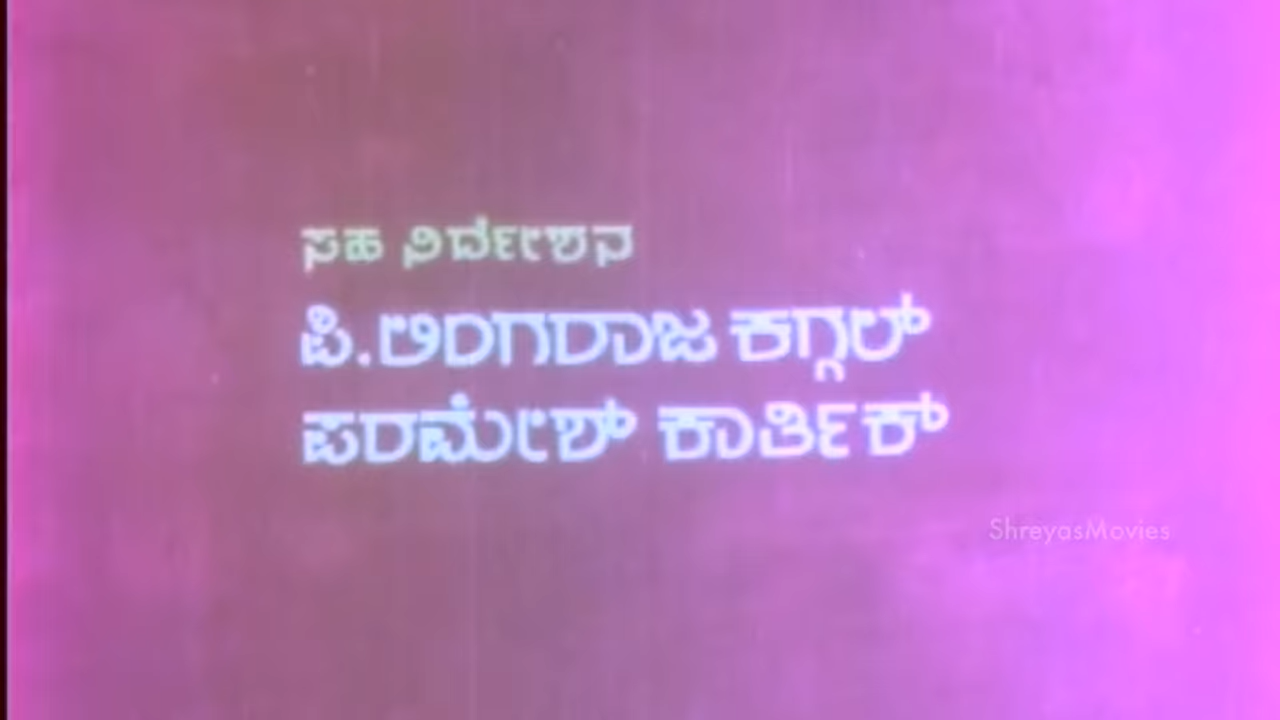 ಸಹ ನಿರ್ದೇಶನ
ಪಿ.ಲಿಂಗರಾಜ ಕಗ್ಗಲ್
ಪರಮೇಶ್ ಕಾರ್ತಿಕ್
ShreyasMovies